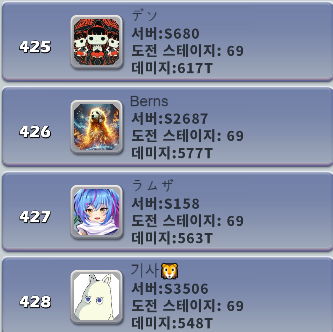 425
デソ
서버:S680
도전 스테이지: 69
데미지:617T
426
Berns
서버:S2687
도전 스테이지: 69
데미지:577T
427
ラムザ
서버:S158
도전 스테이지: 69
데미지:563T
428
기사🐯
서버:S3506
도전 스테이지: 69
데미지:548T